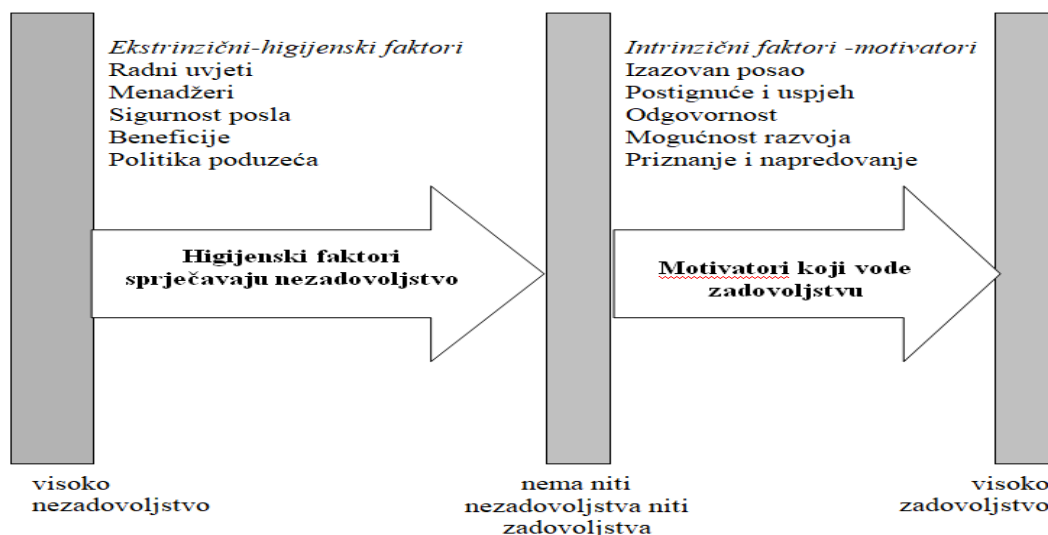 Ekstrinzični-higijenski faktori
Radni uvjeti
Menadžeri
Sigurnost posla
Beneficije
Politika poduzeća
Intrinzični faktori -motivatori
Izazovan posao
Postignuće i uspjeh
Odgovornost
Mogućnost razvoja
Priznanje i napredovanje
Higijenski faktori
sprječavaju nezadovoljstvo
Motivatori koji vode
zadovoljstvu
visoko
nezadovoljstvo
nema niti
nezadovoljstva niti
zadovoljstva
visoko
zadovoljstvo